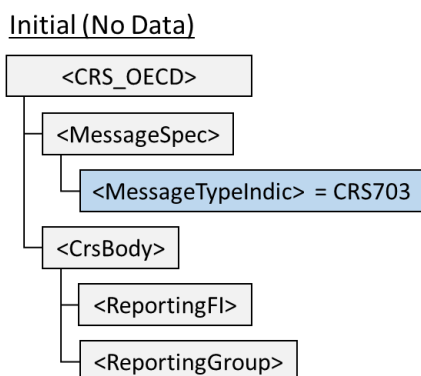 Initial (No Data)
<CRS_OECD>
<MessageSpec>
<MessageTypeIndic> = CRS703
<CrsBody>
<ReportingFI>
<ReportingGroup>